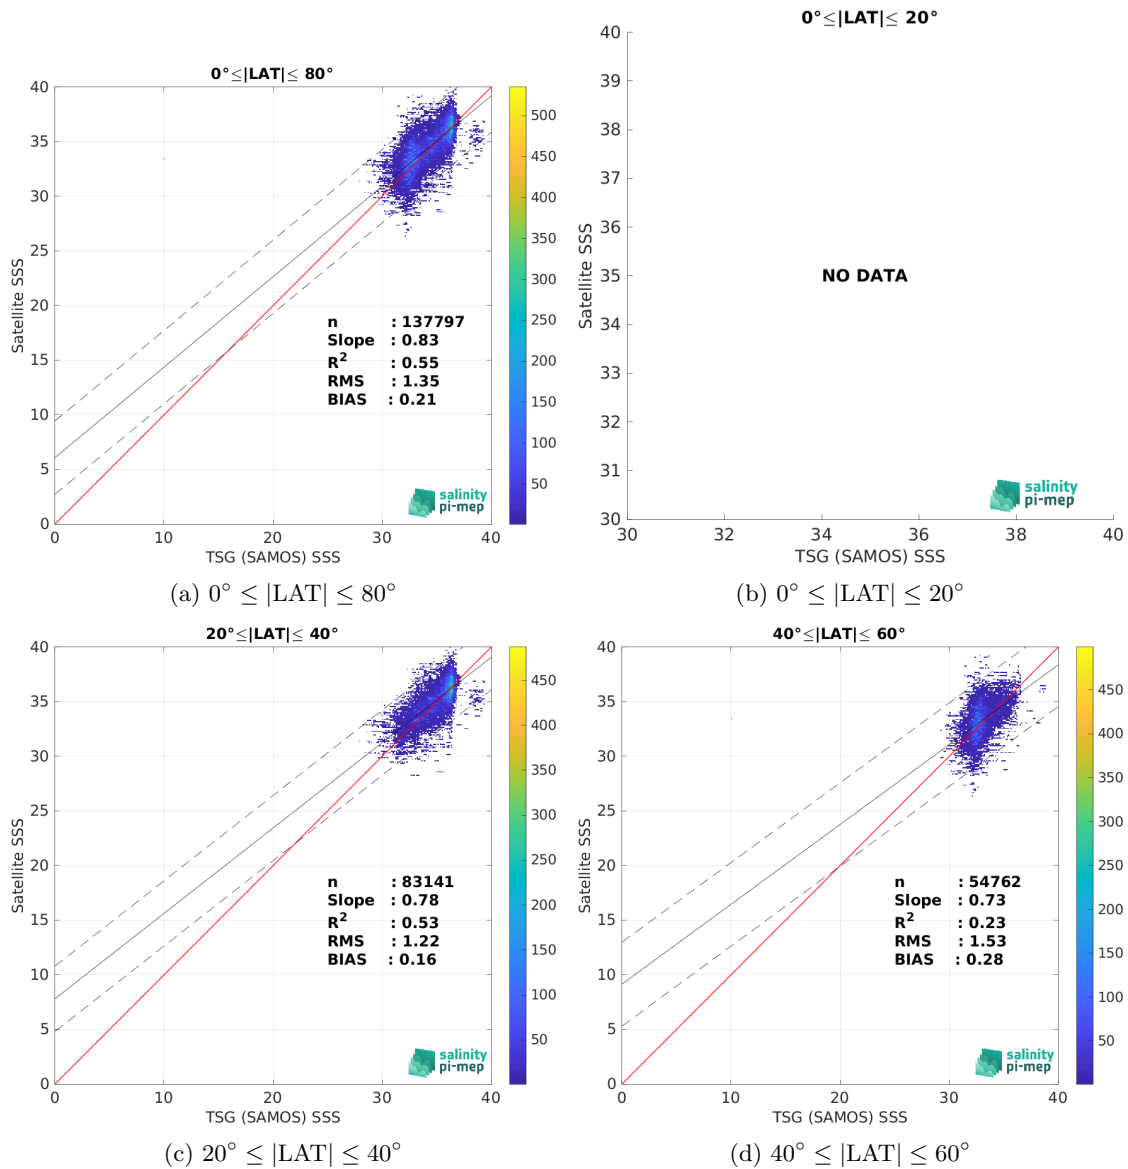 0°≤|LAT|≤ 80°
40
35
30
25
20
15
10
5
0
Satellite SSS
n : 137797
Slope : 0.83
R² : 0.55
RMS : 1.35
BIAS : 0.21
salinity
pi-mep
0 10 20 30 40
TSG (SAMOS) SSS
500
450
400
350
300
250
200
150
100
50
(a) 0° ≤ |LAT| ≤ 80°
0°≤|LAT|≤ 20°
40
39
38
37
36
35
34
33
32
31
30
Satellite SSS
NO DATA
salinity
pi-mep
30 32 34 36 38 40
TSG (SAMOS) SSS
(b) 0° ≤ |LAT| ≤ 20°
20°≤|LAT|≤ 40°
40
35
30
25
20
15
10
5
0
Satellite SSS
n : 83141
Slope : 0.78
R² : 0.53
RMS : 1.22
BIAS : 0.16
salinity
pi-mep
0 10 20 30 40
TSG (SAMOS) SSS
450
400
350
300
250
200
150
100
50
(c) 20° ≤ |LAT| ≤ 40°
40°≤|LAT|≤ 60°
40
35
30
25
20
15
10
5
0
Satellite SSS
n : 54762
Slope : 0.73
R² : 0.23
RMS : 1.53
BIAS : 0.28
salinity
pi-mep
0 10 20 30 40
TSG (SAMOS) SSS
450
400
350
300
250
200
150
100
50
(d) 40° ≤ |LAT| ≤ 60°